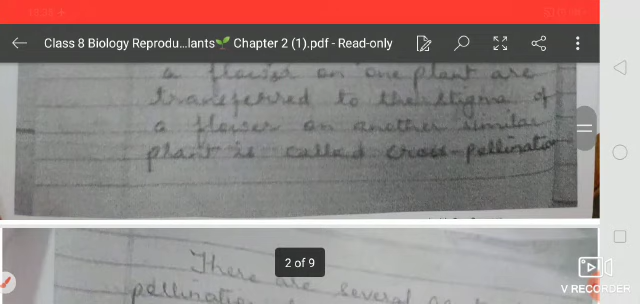 Class 8 Biology Reprodu...lants🌱 Chapter 2 (1).pdf - Read-only
a flower on one plant are
transferred to the stigma of
a flower on another similar
plant is called cross-pollination
2 of 9
There are several
pollination
V RECORDER